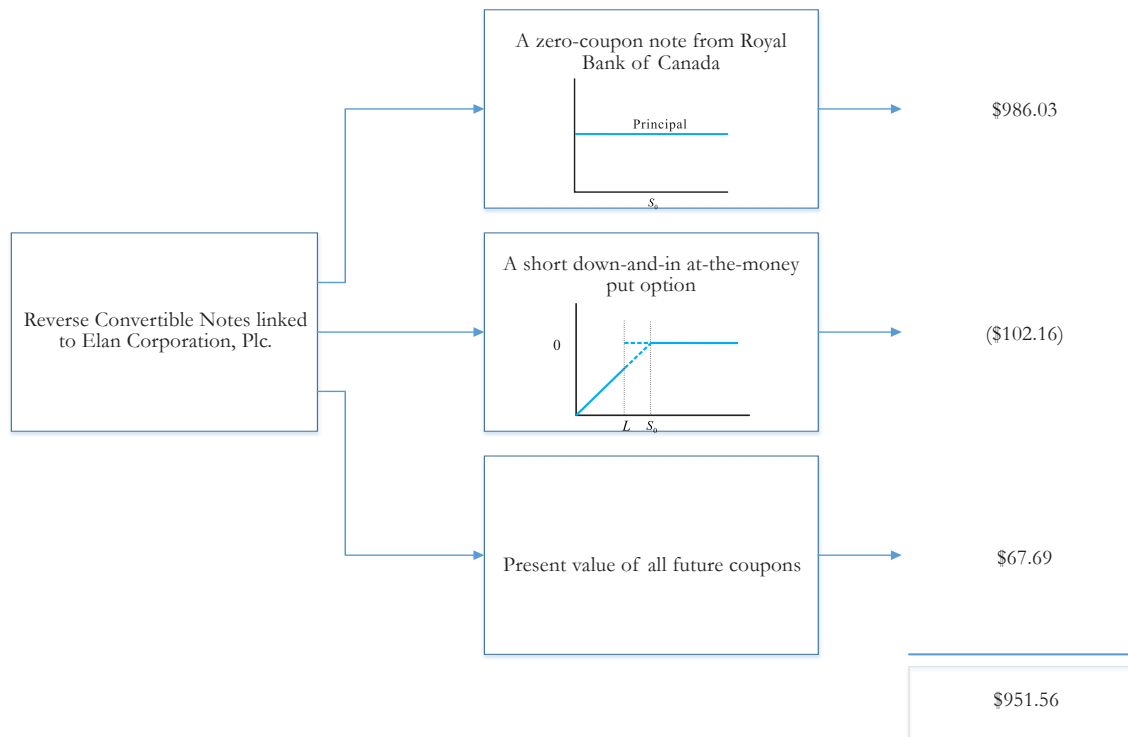 A zero-coupon note from Royal
Bank of Canada
Principal
S₀
$986.03
Reverse Convertible Notes linked
to Elan Corporation, Plc.
A short down-and-in at-the-money
put option
0
L S₀
($102.16)
Present value of all future coupons
$67.69
$951.56